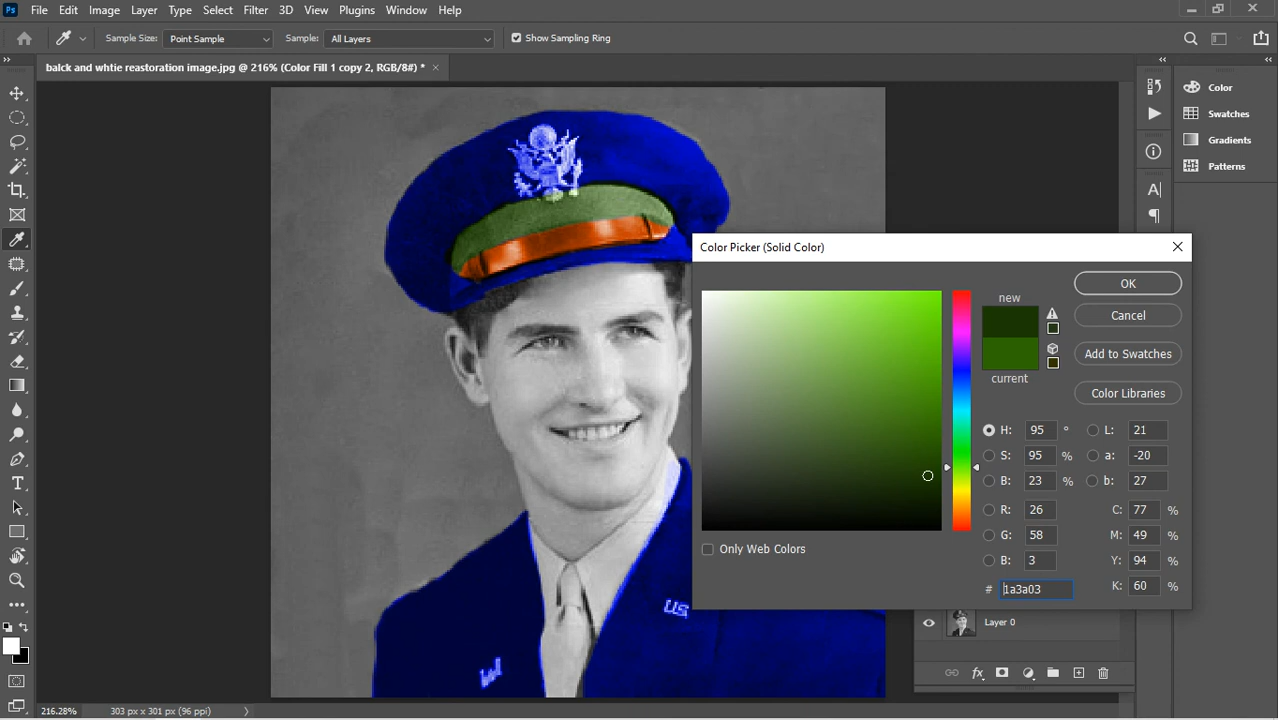 Ps File Edit Image Layer Type Select Filter 3D View Plugins Window Help
Sample Size: Point Sample Sample: All Layers Show Sampling Ring
balck and whtie reastoration image.jpg @ 216% (Color Fill 1 copy 2, RGB/8#) *
Color
Swatches
Gradients
Patterns
Color Picker (Solid Color)
new
current
OK
Cancel
Add to Swatches
Color Libraries
H: 95 ° L: 21
S: 95 % a: -20
B: 23 % b: 27
R: 26 C: 77 %
G: 58 M: 49 %
B: 3 Y: 94 %
# 1a3a03 K: 60 %
Only Web Colors
US
Layer 0
fx
216.28% 303 px x 301 px (96 ppi)